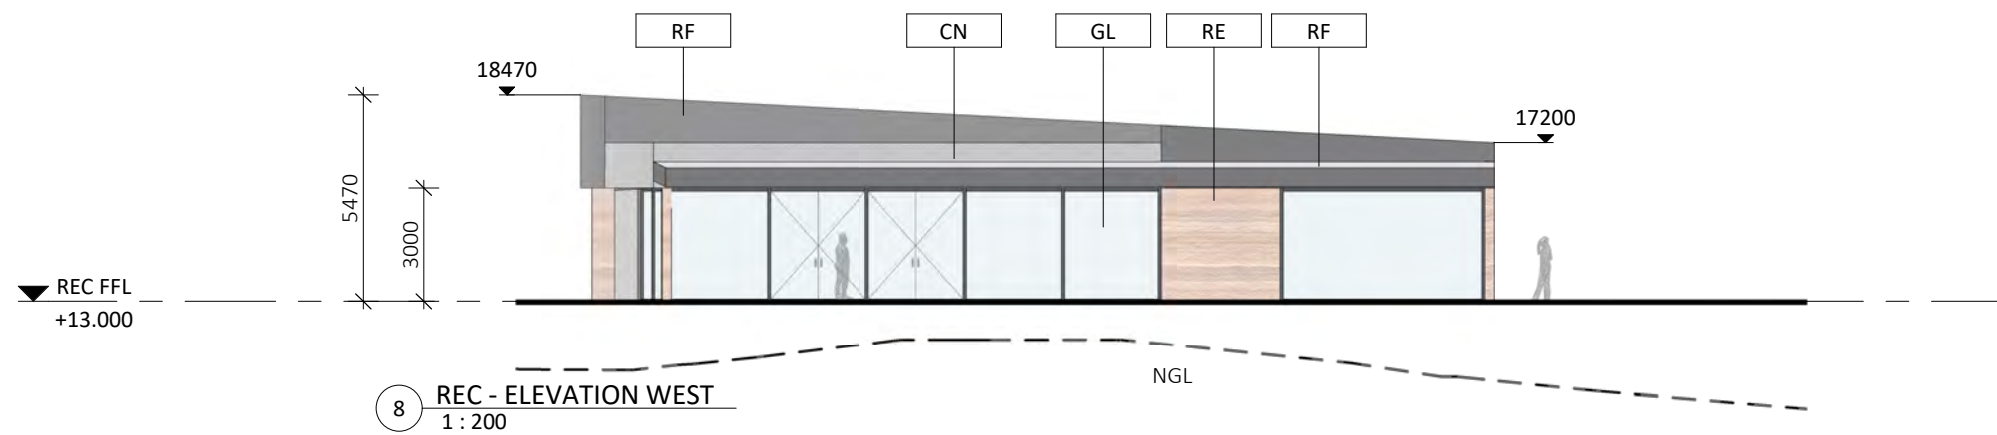 RF
CN
GL
RE
RF
18470
17200
5470
3000
REC FFL
+13.000
NGL
8
REC - ELEVATION WEST
1 : 200